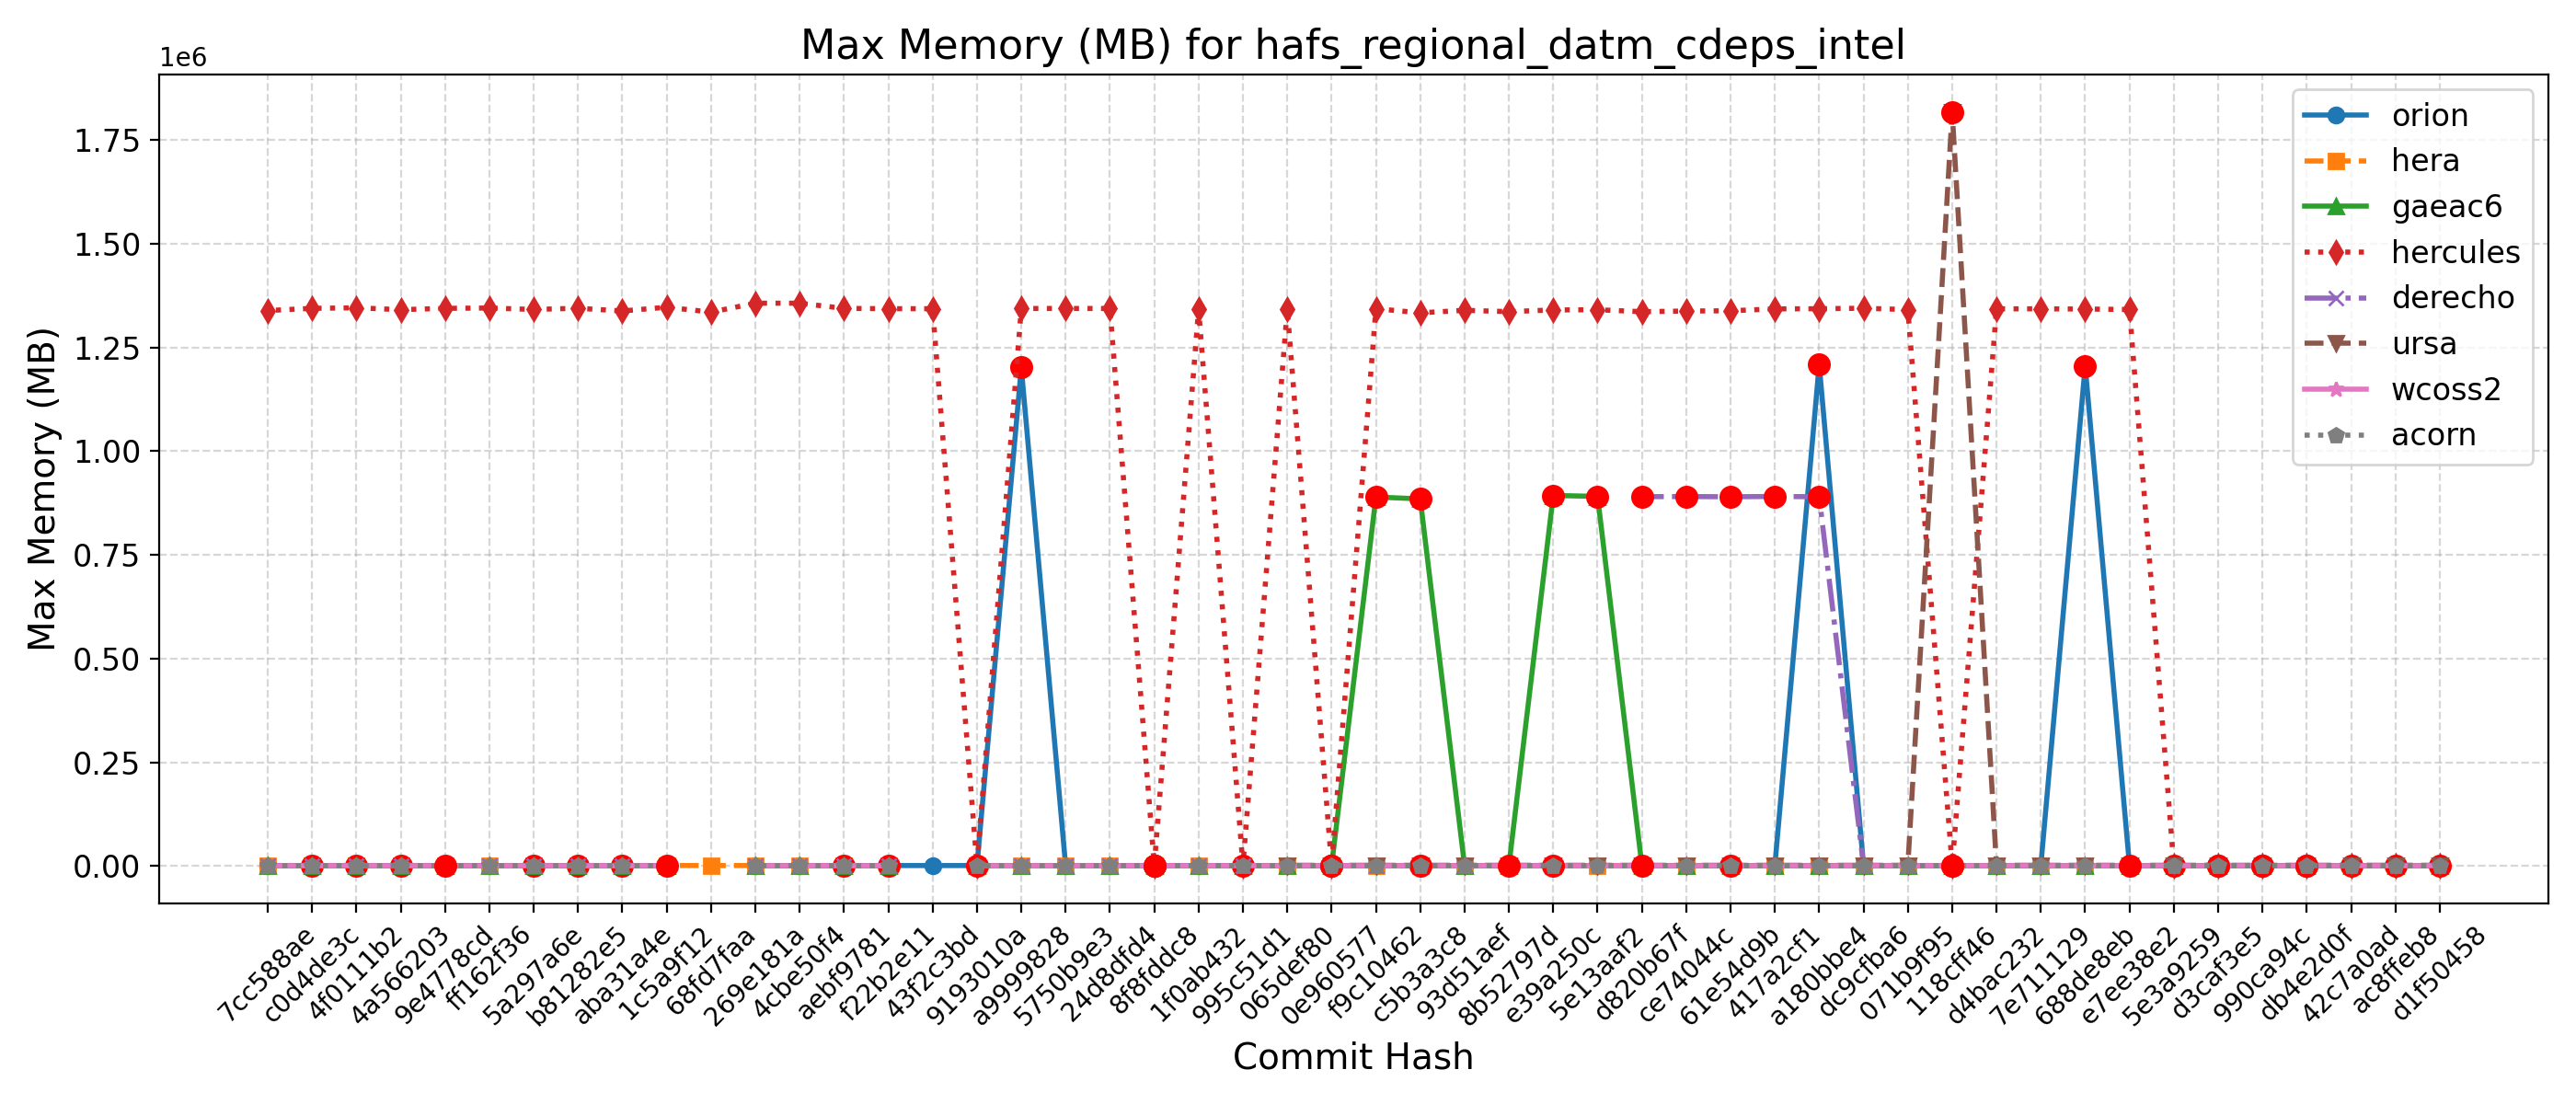 Max Memory (MB) for hafs_regional_datm_cdeps_intel
1e6
1.75
1.50
1.25
1.00
0.75
0.50
0.25
0.00
Max Memory (MB)
orion
hera
gaeac6
hercules
derecho
ursa
wcoss2
acorn
7cc588ae
c0d4de3c
4f0111b2
4a566203
9e4778cd
ff162f36
5a297a6e
b81282e5
aba31a4e
1c5a9f12
68fd7faa
269e181a
4cbe50f4
aebf9781
f22b2e11
43f2c3bd
9193010a
a9999828
5750b9e3
24d8dfd4
8f8fddc8
1f0ab432
995c51d1
065def80
0e960577
f9c10462
c5b3a3c8
93d51aef
8b52797d
e39a250c
5e13aaf2
d820b67f
ce74044c
61e54d9b
417a2cf1
a180bbe4
dc9cfba6
071b9f95
118cff46
d4bac232
7e711129
688de8eb
e7ee38e2
5e3a9259
d3caf3e5
990ca94c
db4e2d0f
42c7a0ad
ac8ffeb8
d1f50458
Commit Hash